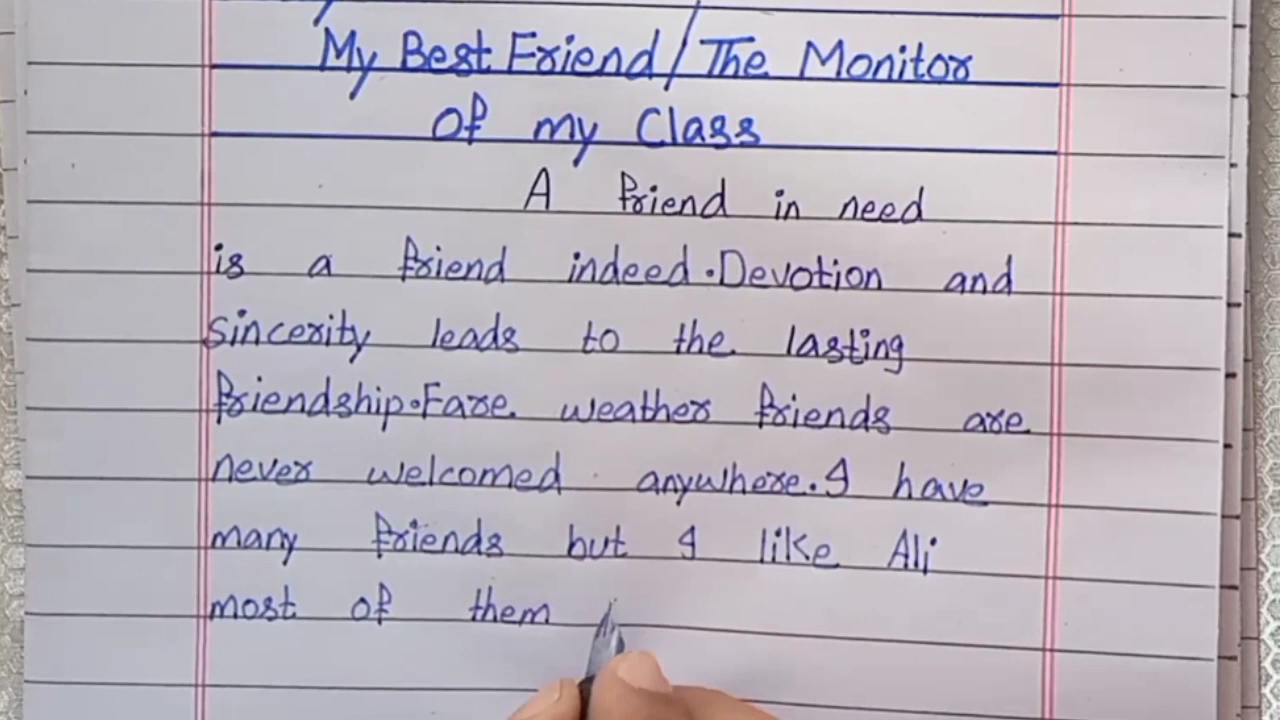 My Best Friend/The Monitor
Of my Class
A friend in need
is a friend indeed.Devotion and
sincerity leads to the lasting
friendship.Fare weather friends are
never welcomed anywhere.I have
many friends but I like Ali
most of them